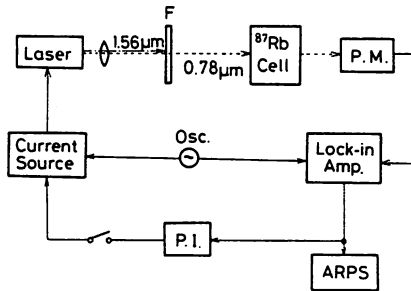 F
Laser
1.56μm
0.78μm
⁸⁷Rb
Cell
P.M.
Current
Source
Osc.
Lock-in
Amp.
P.I.
ARPS